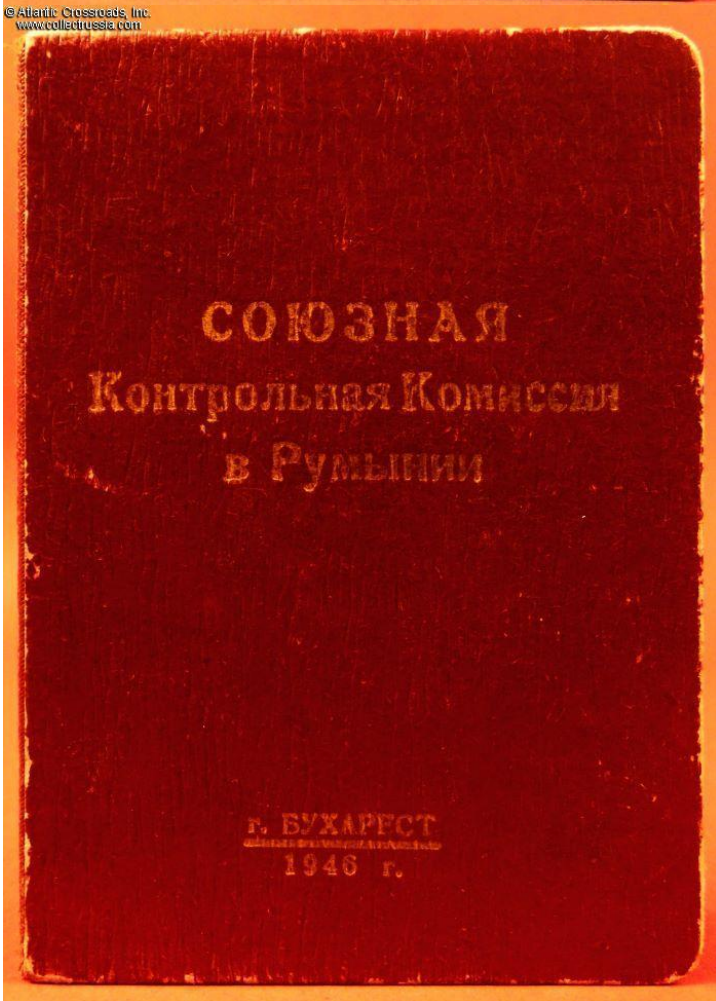 © Atlantic Crossroads, Inc.
www.collectrussia.com
СОЮЗНАЯ
Контрольная Комиссия
в Румынии
г. БУХАРЕСТ
1946 г.